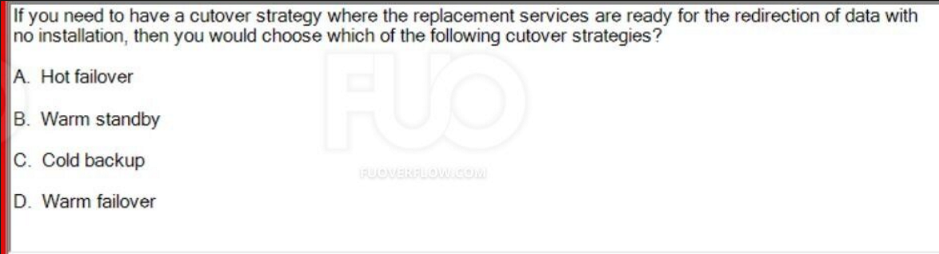 If you need to have a cutover strategy where the replacement services are ready for the redirection of data with
no installation, then you would choose which of the following cutover strategies?
A. Hot failover
B. Warm standby
C. Cold backup
D. Warm failover
FUO
FUOVERFLOW.COM